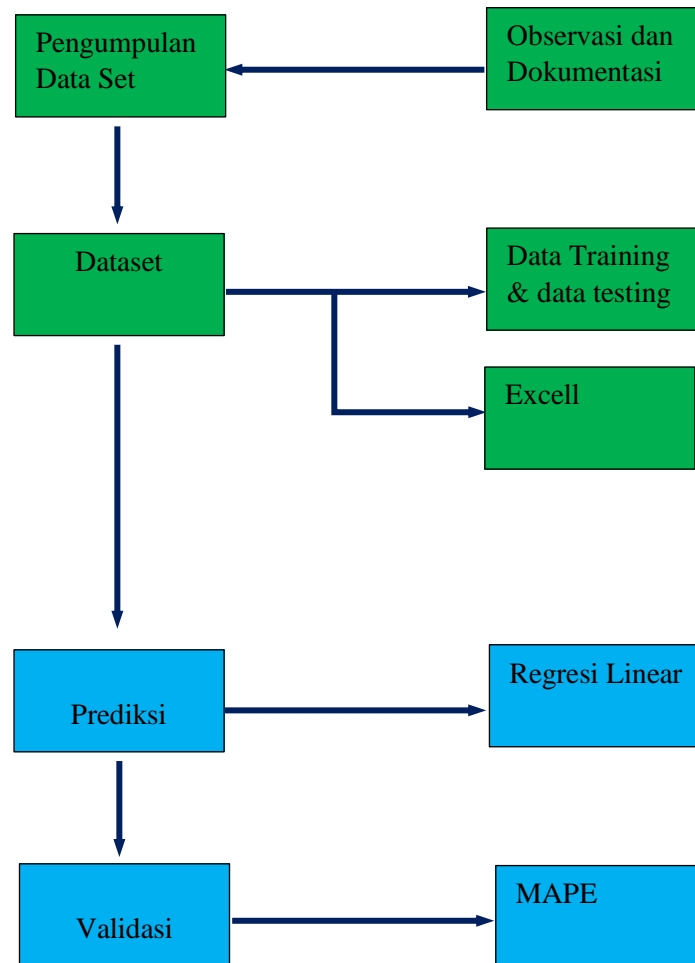 Pengumpulan
Data Set
Observasi dan
Dokumentasi
Dataset
Data Training
& data testing
Excell
Prediksi
Regresi Linear
Validasi
MAPE